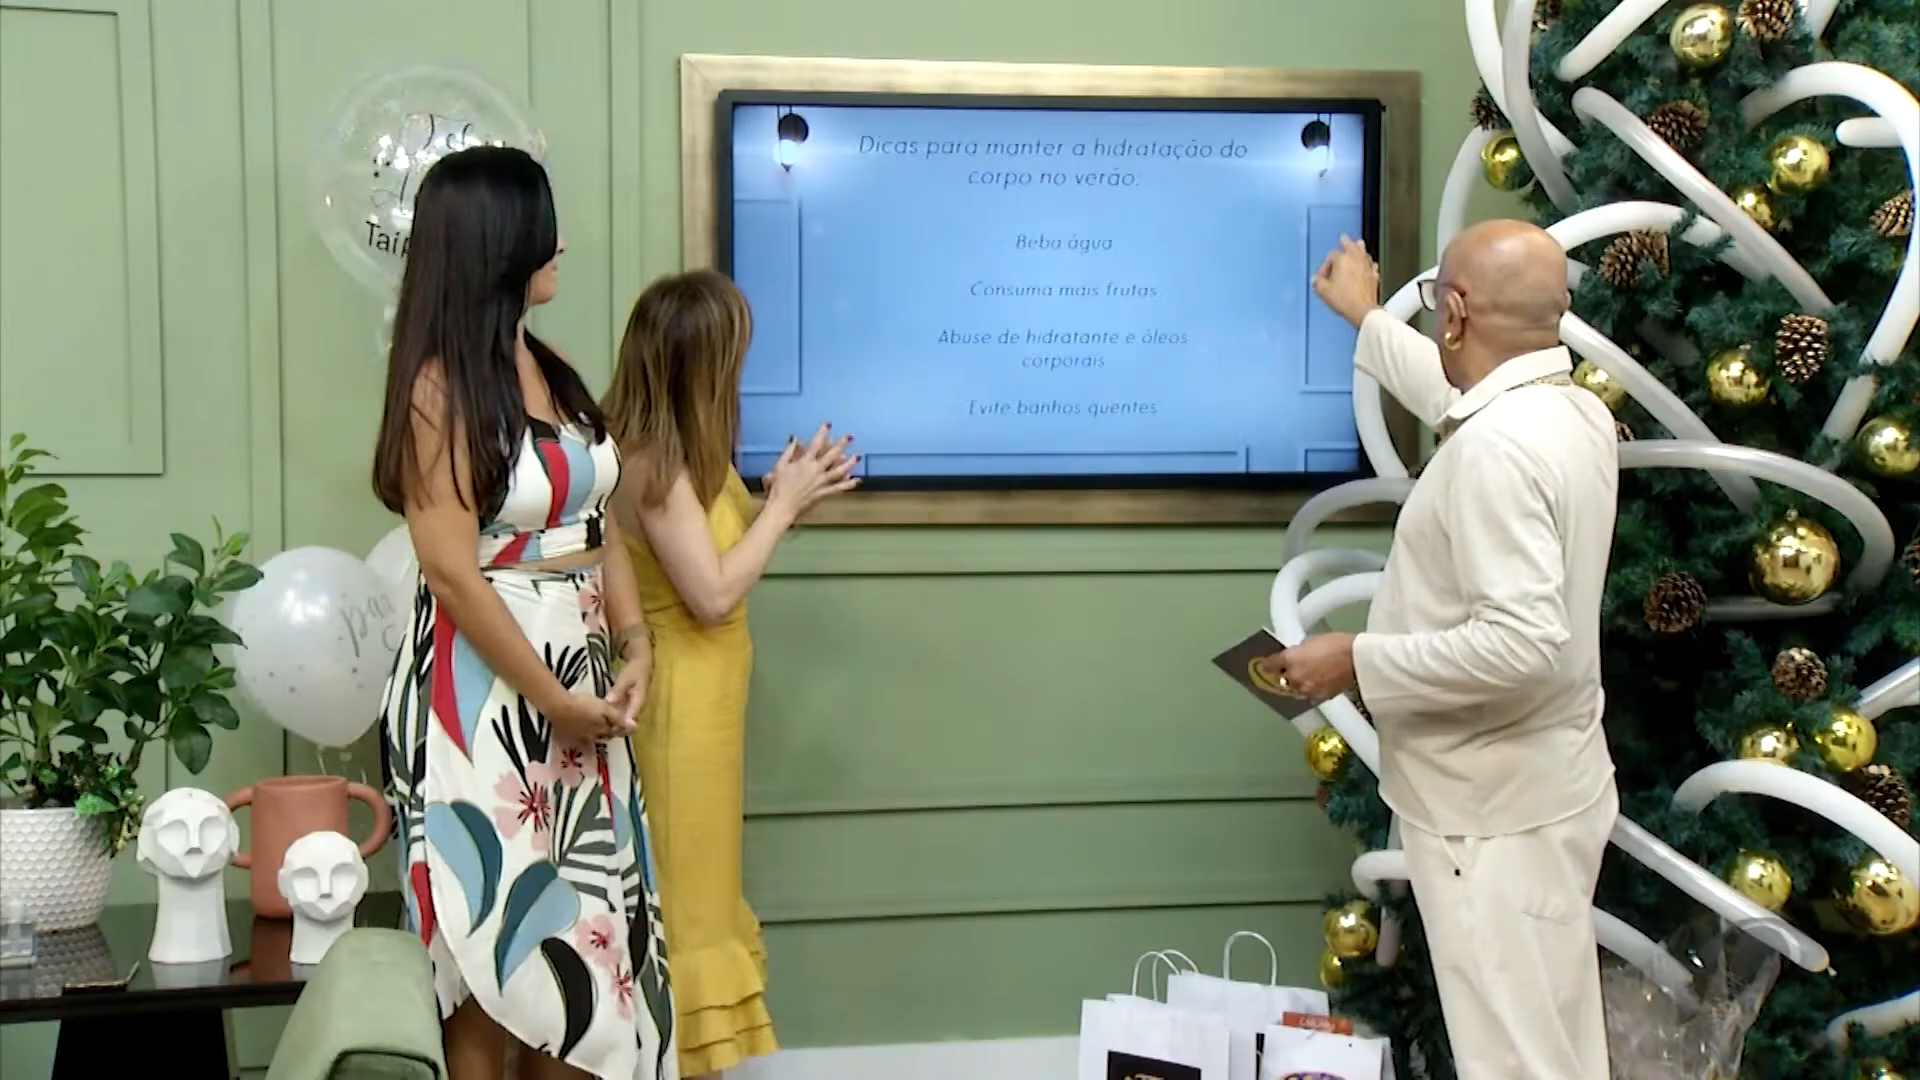 Dicas para manter a hidratação do
corpo no verão:
Beba água
Consuma mais frutas
Abuse de hidratante e óleos
corporais
Evite banhos quentes